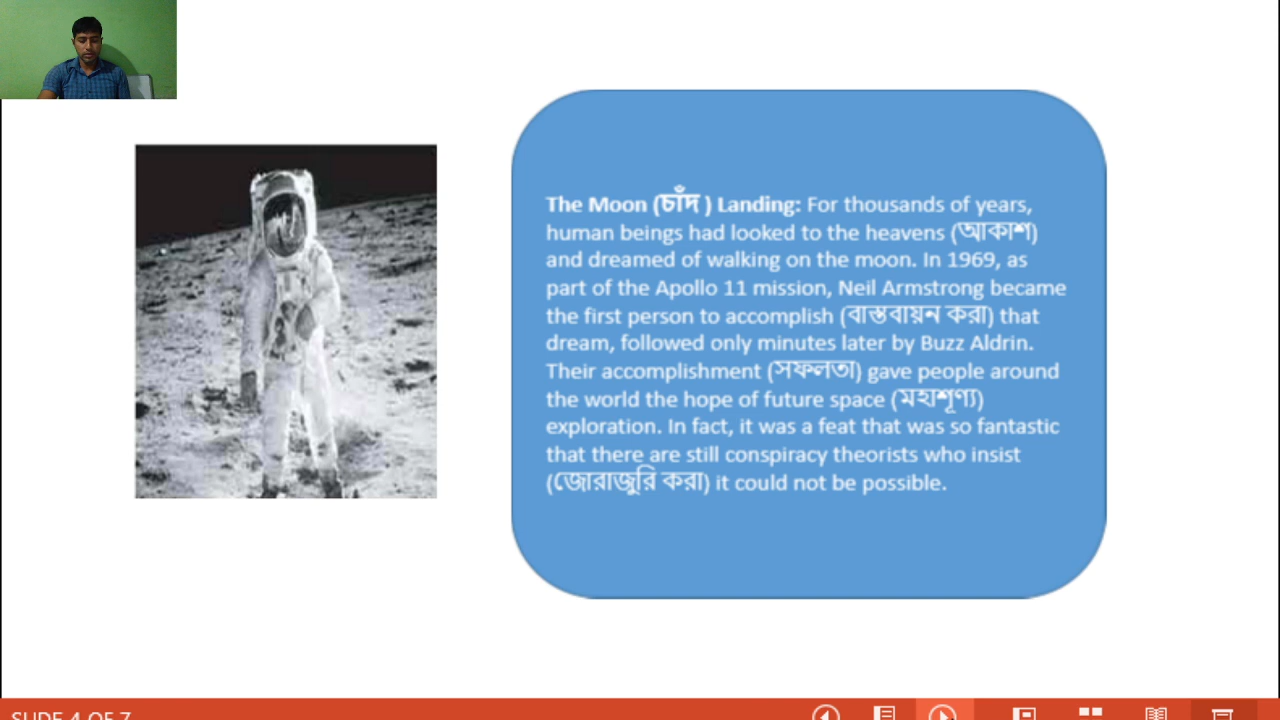 The Moon (চাঁদ ) Landing: For thousands of years,
human beings had looked to the heavens (আকাশ)
and dreamed of walking on the moon. In 1969, as
part of the Apollo 11 mission, Neil Armstrong became
the first person to accomplish (বাস্তবায়ন করা) that
dream, followed only minutes later by Buzz Aldrin.
Their accomplishment (সফলতা) gave people around
the world the hope of future space (মহাশূণ্য)
exploration. In fact, it was a feat that was so fantastic
that there are still conspiracy theorists who insist
(জোরাজুরি করা) it could not be possible.
SLIDE 4 OF 7